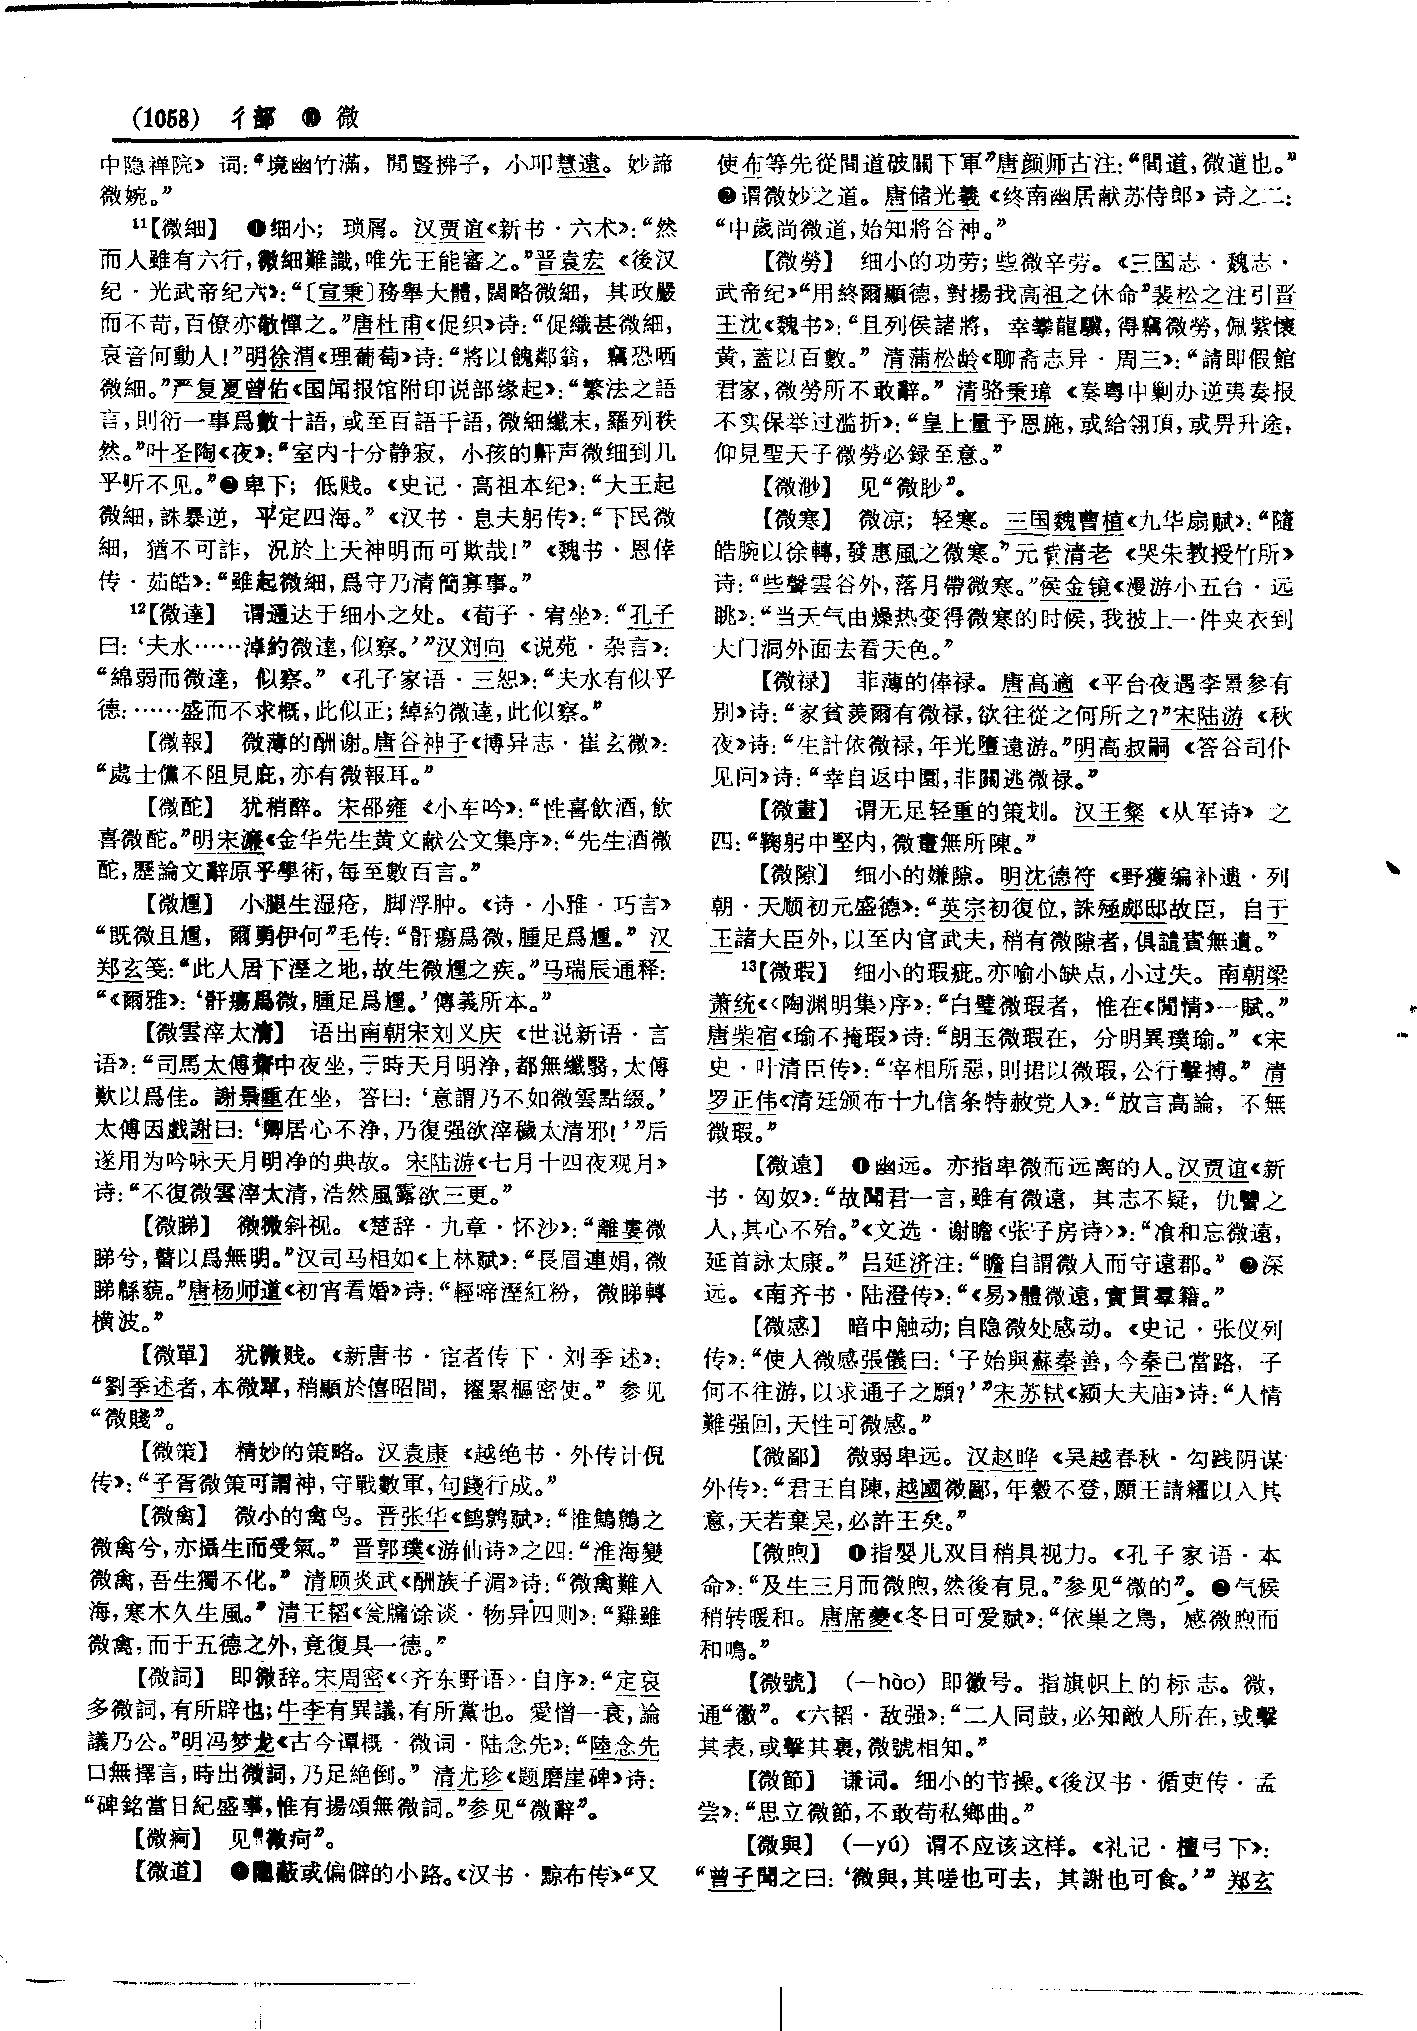 (1058) 彳部 ❿ 微
中隐禅院》词：“境幽竹滿，閒豎拂子，小叩慧遠。妙諦
微婉。”
¹¹【微細】 ❶细小；琐屑。汉贾谊《新书·六术》：“然
而人雖有六行，微細難識，唯先王能審之。”晋袁宏《後汉
纪·光武帝纪六》：“〔宣秉〕務舉大體，闊略微細，其政嚴
而不苛，百僚亦敬憚之。”唐杜甫《促织》诗：“促織甚微細，
哀音何動人！”明徐渭《理葡萄》诗：“將以餽鄰翁，竊恐哂
微細。”严复夏曾佑《国闻报馆附印说部缘起》：“繁法之語
言，則衍一事爲數十語，或至百語千語，微細纖末，羅列秩
然。”叶圣陶《夜》：“室内十分静寂，小孩的鼾声微细到几
乎听不见。”❷卑下；低贱。《史记·高祖本纪》：“大王起
微細，誅暴逆，平定四海。”《汉书·息夫躬传》：“下民微
細，猶不可詐，況於上天神明而可欺哉！”《魏书·恩倖
传·茹皓》：“雖起微細，爲守乃清簡寡事。”
¹²【微達】 谓通达于细小之处。《荀子·宥坐》：“孔子
曰：‘夫水……淖約微達，似察。’”汉刘向《说苑·杂言》：
“綿弱而微達，似察。”《孔子家语·三恕》：“夫水有似乎
德：……盛而不求概，此似正；綽約微達，此似察。”
【微報】 微薄的酬谢。唐谷神子《博异志·崔玄微》：
“處士儻不阻見庇，亦有微報耳。”
【微酡】 犹稍醉。宋邵雍《小车吟》：“性喜飲酒，飲
喜微酡。”明宋濂《金华先生黄文献公文集序》：“先生酒微
酡，歷論文辭原乎學術，每至數百言。”
【微尰】 小腿生湿疮，脚浮肿。《诗·小雅·巧言》
“既微且尰，爾勇伊何”毛传：“骭瘍爲微，腫足爲尰。”汉
郑玄笺：“此人居下溼之地，故生微尰之疾。”马瑞辰通释：
“《爾雅》：‘骭瘍爲微，腫足爲尰。’傳義所本。”
【微雲滓太清】 语出南朝宋刘义庆《世说新语·言
语》：“司馬太傅齋中夜坐，于時天月明净，都無纖翳，太傅
歎以爲佳。謝景重在坐，答曰：‘意謂乃不如微雲點缀。’
太傅因戯謝曰：‘卿居心不净，乃復强欲滓穢太清邪！’”后
遂用为吟咏天月明净的典故。宋陆游《七月十四夜观月》
诗：“不復微雲滓太清，浩然風露欲三更。”
【微睇】 微微斜视。《楚辞·九章·怀沙》：“離婁微
睇兮，瞽以爲無明。”汉司马相如《上林赋》：“長眉連娟，微
睇緜藐。”唐杨师道《初宵看婚》诗：“輕啼溼紅粉，微睇轉
横波。”
【微單】 犹微贱。《新唐书·宦者传下·刘季述》：
“劉季述者，本微單，稍顯於僖昭間，擢累樞密使。”参见
“微賤”。
【微策】 精妙的策略。汉袁康《越绝书·外传计倪
传》：“子胥微策可謂神，守戰數軍，句踐行成。”
【微禽】 微小的禽鸟。晋张华《鹪鹩赋》：“惟鷦鷯之
微禽兮，亦攝生而受氣。”晋郭璞《游仙诗》之四：“淮海變
微禽，吾生獨不化。”清顾炎武《酬族子湄》诗：“微禽難入
海，寒木久生風。”清王韬《瓮牖馀谈·物异四则》：“雞雖
微禽，而于五德之外，竟復具一德。”
【微詞】 即微辞。宋周密《〈齐东野语〉·自序》：“定哀
多微詞，有所辟也；牛李有異議，有所黨也。愛憎一衰，論
議乃公。”明冯梦龙《古今谭概·微词·陆念先》：“陸念先
口無擇言，時出微詞，乃足絶倒。”清尤珍《题磨崖碑》诗：
“碑銘當日紀盛事，惟有揚頌無微詞。”参见“微辭”。
【微疴】 见“微痾”。
【微道】 ❶隐蔽或偏僻的小路。《汉书·黥布传》“又
使布等先從間道破關下軍”唐颜师古注：“間道，微道也。”
❷谓微妙之道。唐储光羲《终南幽居献苏侍郎》诗之二：
“中歲尚微道，始知將谷神。”
【微勞】 细小的功劳；些微辛劳。《三国志·魏志·
武帝纪》“用終爾顯德，對揚我高祖之休命”裴松之注引晋
王沈《魏书》：“且列侯諸將，幸攀龍驥，得竊微勞，佩紫懷
黄，蓋以百數。”清蒲松龄《聊斋志异·周三》：“請即假館
君家，微勞所不敢辭。”清骆秉璋《奏粤中剿办逆夷奏报
不实保举过滥折》：“皇上量予恩施，或給翎頂，或畀升途，
仰見聖天子微勞必録至意。”
【微渺】 见“微眇”。
【微寒】 微凉；轻寒。三国魏曹植《九华扇赋》：“隨
皓腕以徐轉，發惠風之微寒。”元黄清老《哭朱教授竹所》
诗：“些聲雲谷外，落月帶微寒。”侯金镜《漫游小五台·远
眺》：“当天气由燥热变得微寒的时候，我披上一件夹衣到
大门洞外面去看天色。”
【微禄】 菲薄的俸禄。唐高適《平台夜遇李景参有
别》诗：“家貧羨爾有微禄，欲往從之何所之？”宋陆游《秋
夜》诗：“生計依微禄，年光墮遠游。”明高叔嗣《答谷司仆
见问》诗：“幸自返中園，非關逃微禄。”
【微畫】 谓无足轻重的策划。汉王粲《从军诗》之
四：“鞠躬中堅内，微畫無所陳。”
【微隙】 细小的嫌隙。明沈德符《野獲编补遗·列
朝·天顺初元盛德》：“英宗初復位，誅殛郕邸故臣，自于
王諸大臣外，以至内官武夫，稍有微隙者，俱譴責無遺。”
¹³【微瑕】 细小的瑕疵。亦喻小缺点，小过失。南朝梁
萧统《〈陶渊明集〉序》：“白璧微瑕者，惟在《閒情》一賦。”
唐柴宿《瑜不掩瑕》诗：“朗玉微瑕在，分明異璞瑜。”《宋
史·叶清臣传》：“宰相所惡，則捃以微瑕，公行擊搏。”清
罗正伟《清廷颁布十九信条特赦党人》：“放言高論，不無
微瑕。”
【微遠】 ❶幽远。亦指卑微而远离的人。汉贾谊《新
书·匈奴》：“故聞君一言，雖有微遠，其志不疑，仇讐之
人，其心不殆。”《文选·谢瞻〈张子房诗〉》：“飡和忘微遠，
延首詠太康。”吕延济注：“瞻自謂微人而守遠郡。”❷深
远。《南齐书·陆澄传》：“《易》體微遠，實貫羣籍。”
【微感】 暗中触动；自隐微处感动。《史记·张仪列
传》：“使人微感張儀曰：‘子始與蘇秦善，今秦已當路，子
何不往游，以求通子之願？’”宋苏轼《颍大夫庙》诗：“人情
難强回，天性可微感。”
【微鄙】 微弱卑远。汉赵晔《吴越春秋·勾践阴谋
外传》：“君王自陳，越國微鄙，年穀不登，願王請糴以入其
意，天若棄吴，必許王矣。”
【微煦】 ❶指婴儿双目稍具视力。《孔子家语·本
命》：“及生三月而微煦，然後有見。”参见“微的”。❷气候
稍转暖和。唐席夔《冬日可爱赋》：“依巢之鳥，感微煦而
和鳴。”
【微號】 （—hào）即徽号。指旗帜上的标志。微，
通“徽”。《六韬·敌强》：“二人同鼓，必知敵人所在，或擊
其表，或擊其裏，微號相知。”
【微節】 谦词。细小的节操。《後汉书·循吏传·孟
尝》：“思立微節，不敢苟私鄉曲。”
【微與】 （—yú）谓不应该这样。《礼记·檀弓下》：
“曾子聞之曰：‘微與，其嗟也可去，其謝也可食。’”郑玄